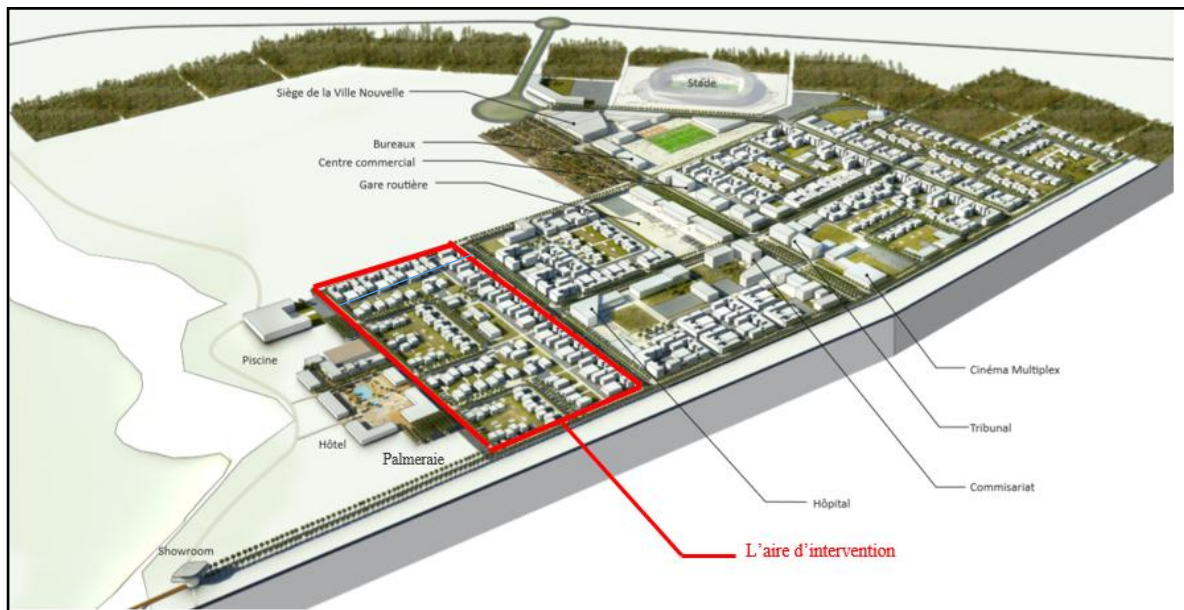 Stade
Siège de la Ville Nouvelle
Bureaux
Centre commercial
Gare routière
Piscine
Cinéma Multiplex
Tribunal
Hôtel
Palmeraie
Commisariat
Hôpital
L'aire d'intervention
Showroom